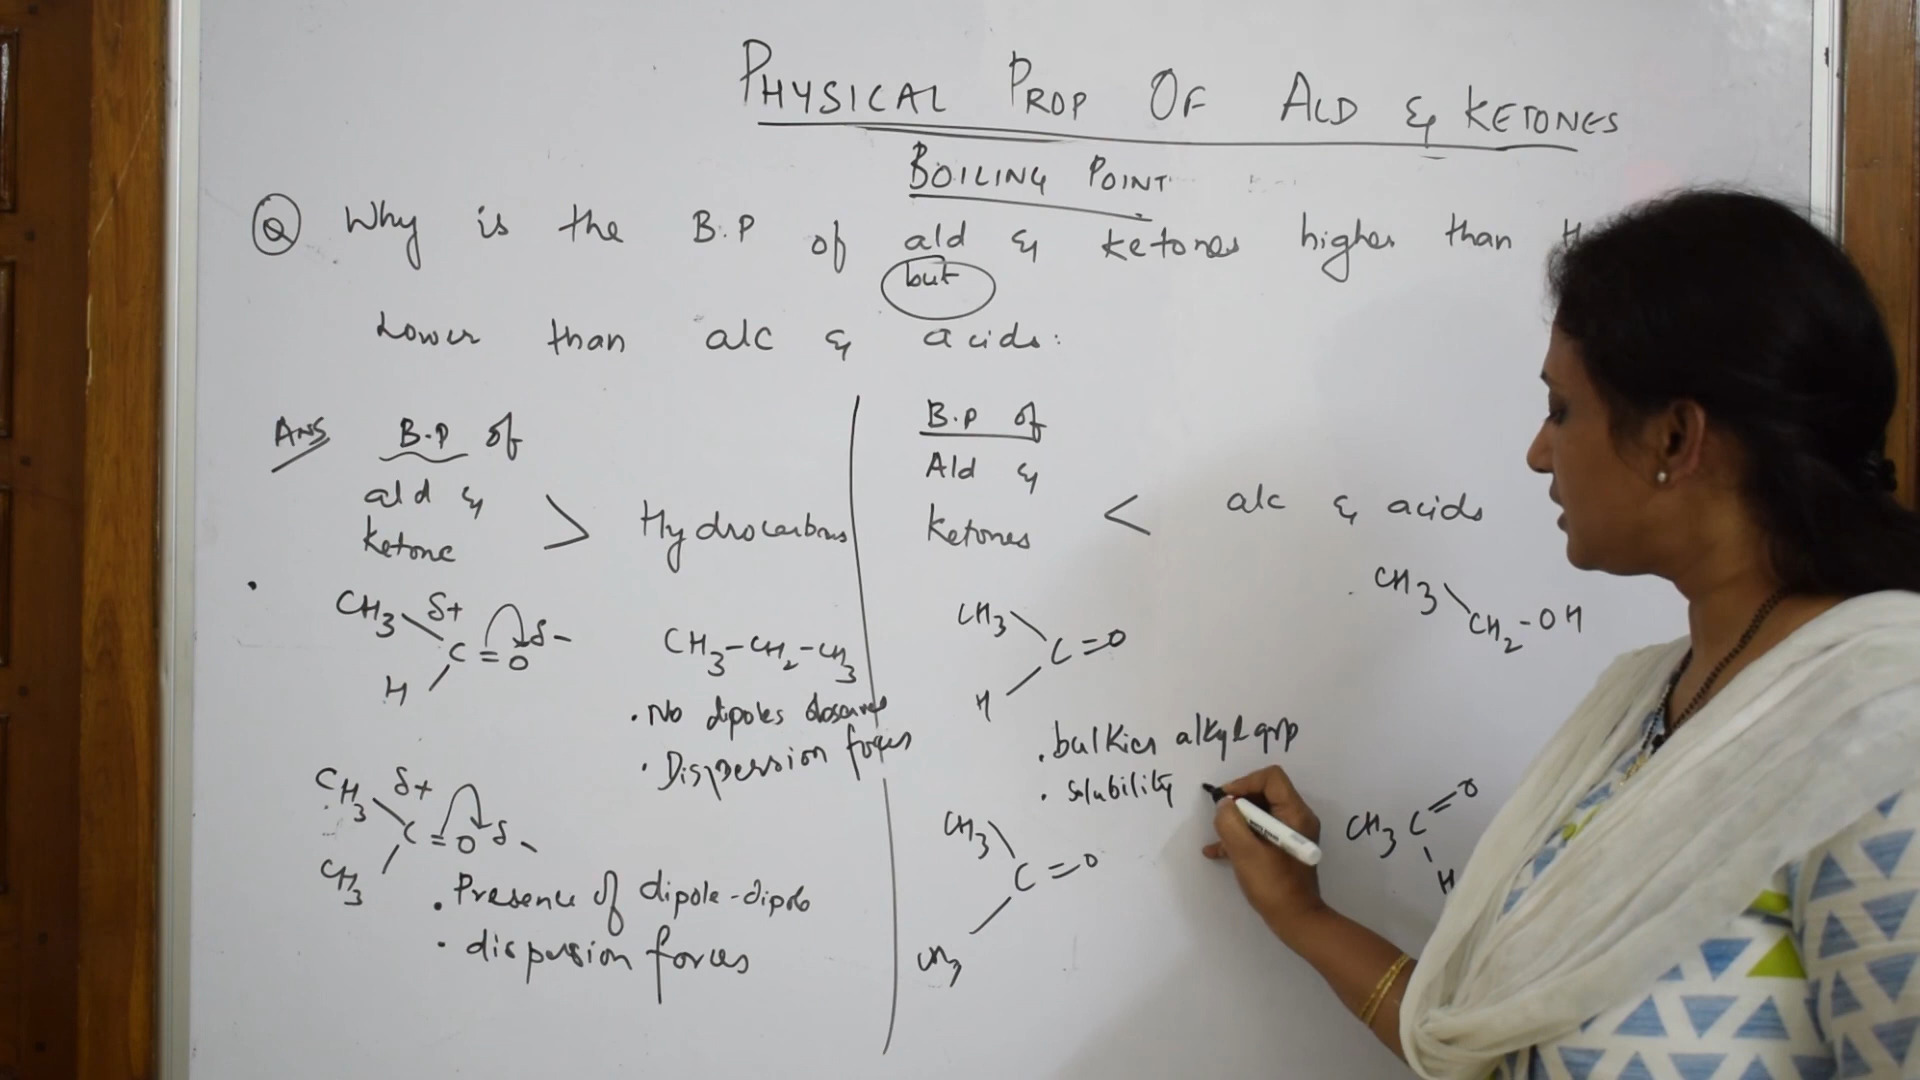 PHYSICAL PROP OF ALD & KETONES
BOILING POINT
Q Why is the B.P of ald & ketones higher than
but
Lower than alc & acids:
Ans
B.P of
ald &
ketone
> Hydrocarbons
CH3 δ+ δ-
C=O
H
CH3-CH2-CH3
. No dipoles
. Dispersion forces
CH3 δ+ δ-
C=O
CH3
. Presence of dipole-dipole
. dispersion forces
B.P of
Ald &
Ketones
< alc & acids
CH3
C=O
H
CH3
CH2-OH
. bulkier alkyl grp
. Solubility
CH3
C=O
CH3
CH3 C=O
H